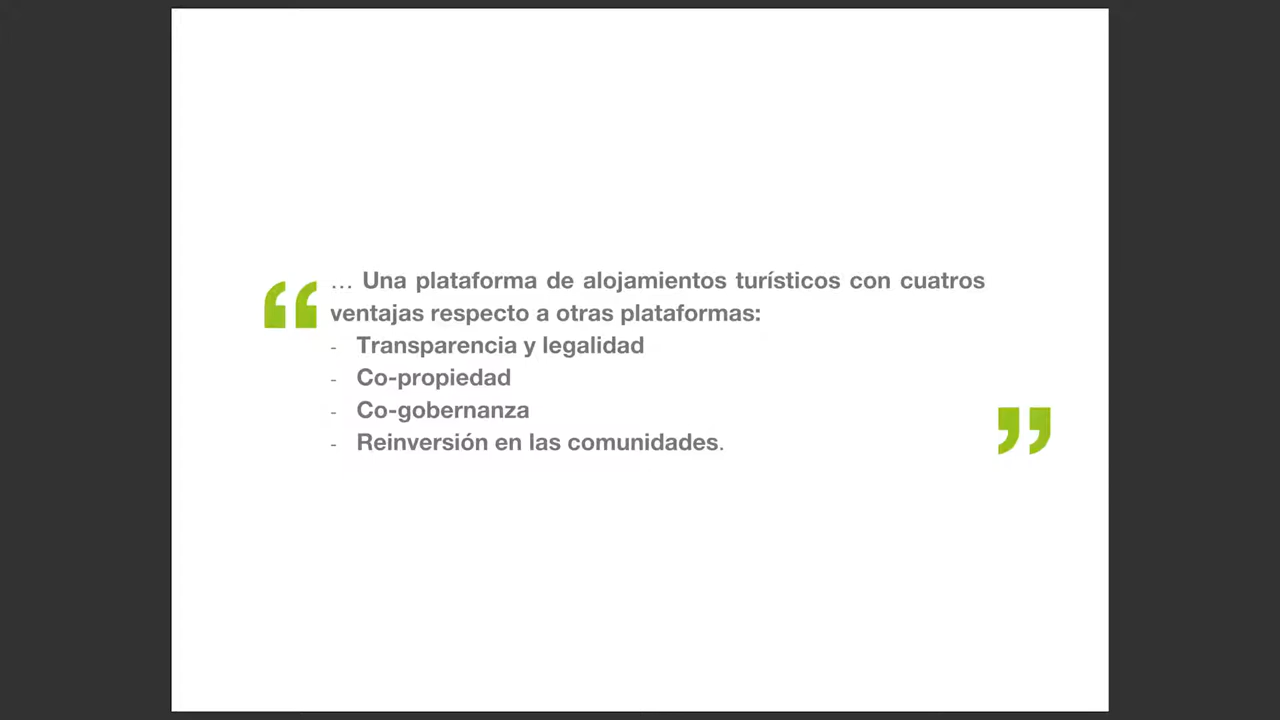 “ … Una plataforma de alojamientos turísticos con cuatros
ventajas respecto a otras plataformas:
- Transparencia y legalidad
- Co-propiedad
- Co-gobernanza
- Reinversión en las comunidades. ”